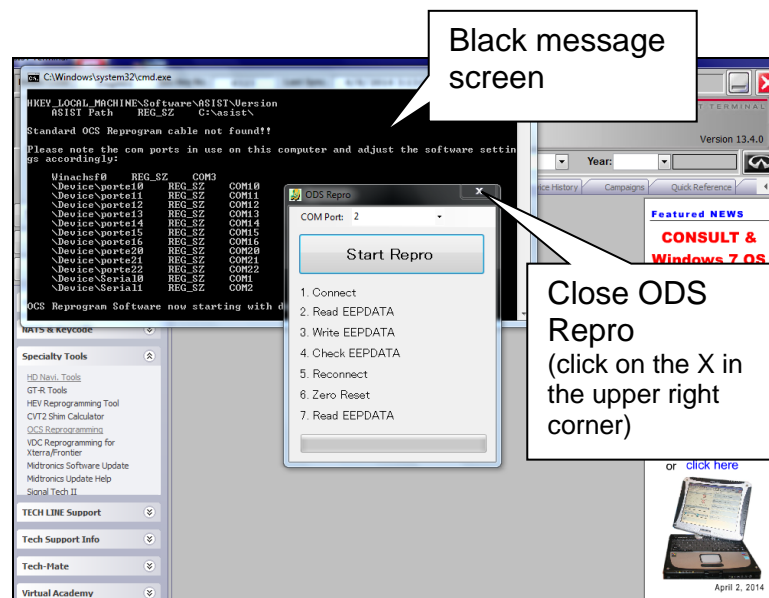 Black message
screen
C:\Windows\system32\cmd.exe
HKEY_LOCAL_MACHINE\Software\ASIST\Version
ASIST Path REG_SZ C:\asist\
Standard OCS Reprogram cable not found!!
Please note the com ports in use on this computer and adjust the software settin
gs accordingly:
Winachsf0 REG_SZ COM3
\Device\porte10 REG_SZ COM10
\Device\porte11 REG_SZ COM11
\Device\porte12 REG_SZ COM12
\Device\porte13 REG_SZ COM13
\Device\porte14 REG_SZ COM14
\Device\porte15 REG_SZ COM15
\Device\porte16 REG_SZ COM16
\Device\porte20 REG_SZ COM20
\Device\porte21 REG_SZ COM21
\Device\porte22 REG_SZ COM22
\Device\Serial0 REG_SZ COM1
\Device\Serial1 REG_SZ COM2
OCS Reprogram Software now starting with d
T TERMINAL
Version 13.4.0
Year:
ice History
Campaigns
Quick Reference
ODS Repro
x
COM Port: 2
Start Repro
1. Connect
2. Read EEPDATA
3. Write EEPDATA
4. Check EEPDATA
5. Reconnect
6. Zero Reset
7. Read EEPDATA
Featured NEWS
CONSULT &
Windows 7 OS
Close ODS
Repro
(click on the X in
the upper right
corner)
NATS & Keycode
Specialty Tools
HD Navi. Tools
GT-R Tools
HEV Reprogramming Tool
CVT2 Shim Calculator
OCS Reprogramming
VDC Reprogramming for
Xterra/Frontier
Midtronics Software Update
Midtronics Update Help
Signal Tech II
TECH LINE Support
Tech Support Info
Tech-Mate
Virtual Academy
or click here
April 2, 2014